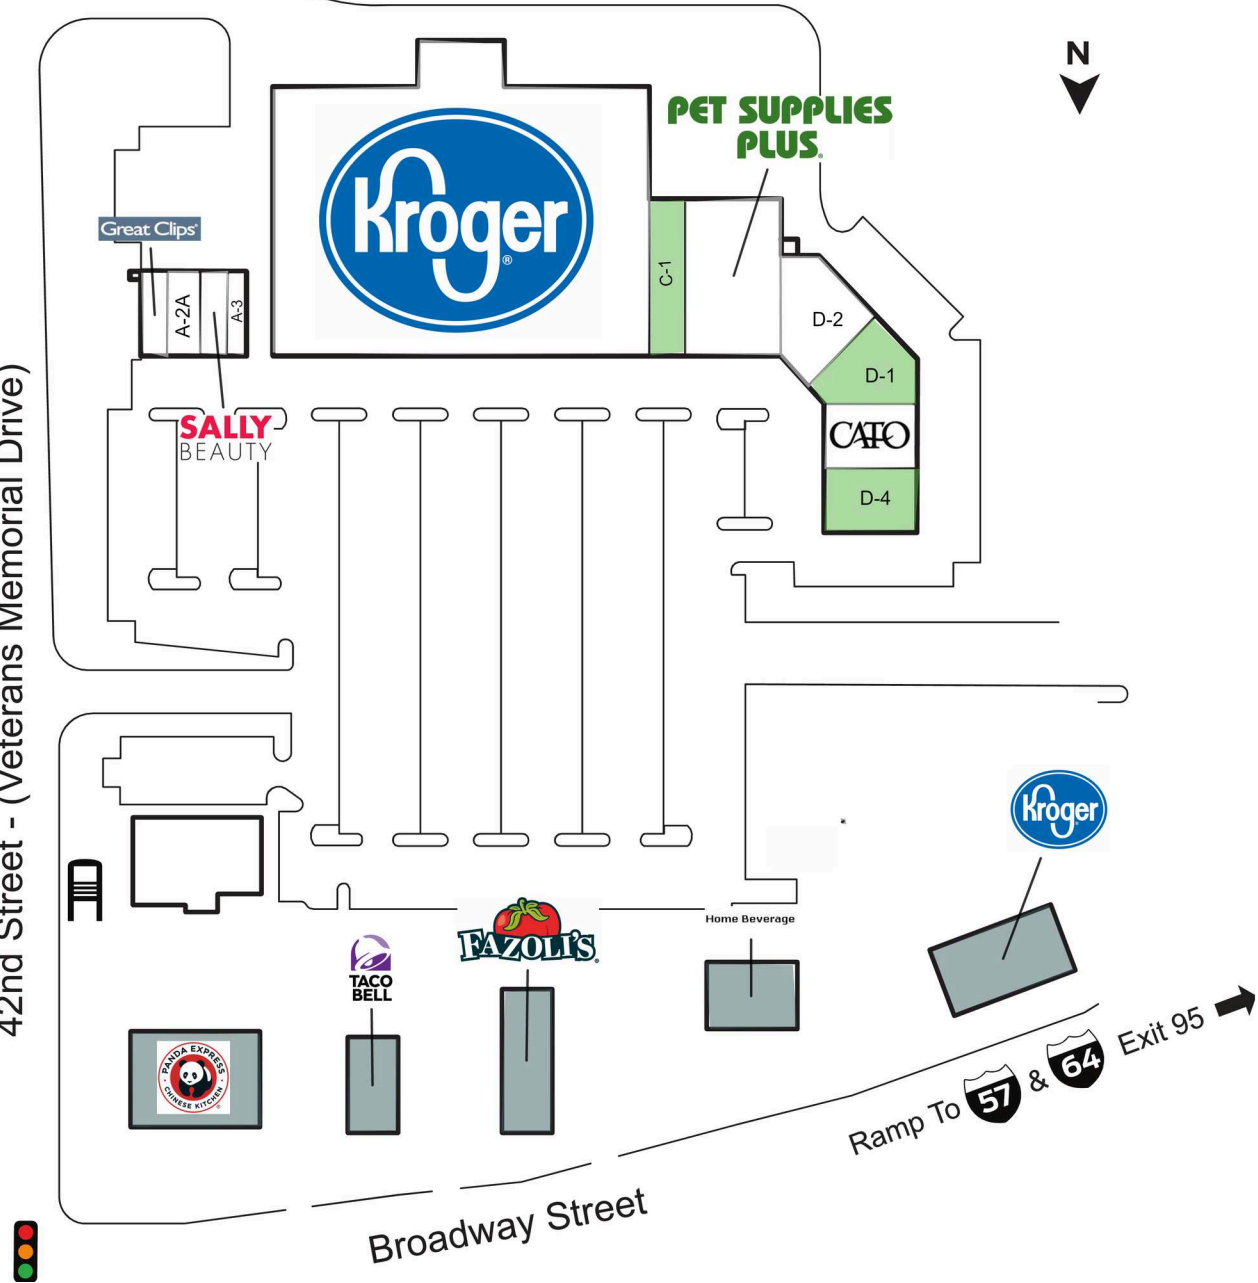 N
PET SUPPLIES
PLUS®
Kroger®
Great Clips®
C-1
A-2A
A-3
D-2
D-1
SALLY
BEAUTY
CATO
D-4
42nd Street - (Veterans Memorial Drive)
Kroger
Home Beverage
FAZOLI'S®
TACO
BELL
PANDA EXPRESS
CHINESE KITCHEN®
Ramp To 57 & 64 Exit 95
Broadway Street